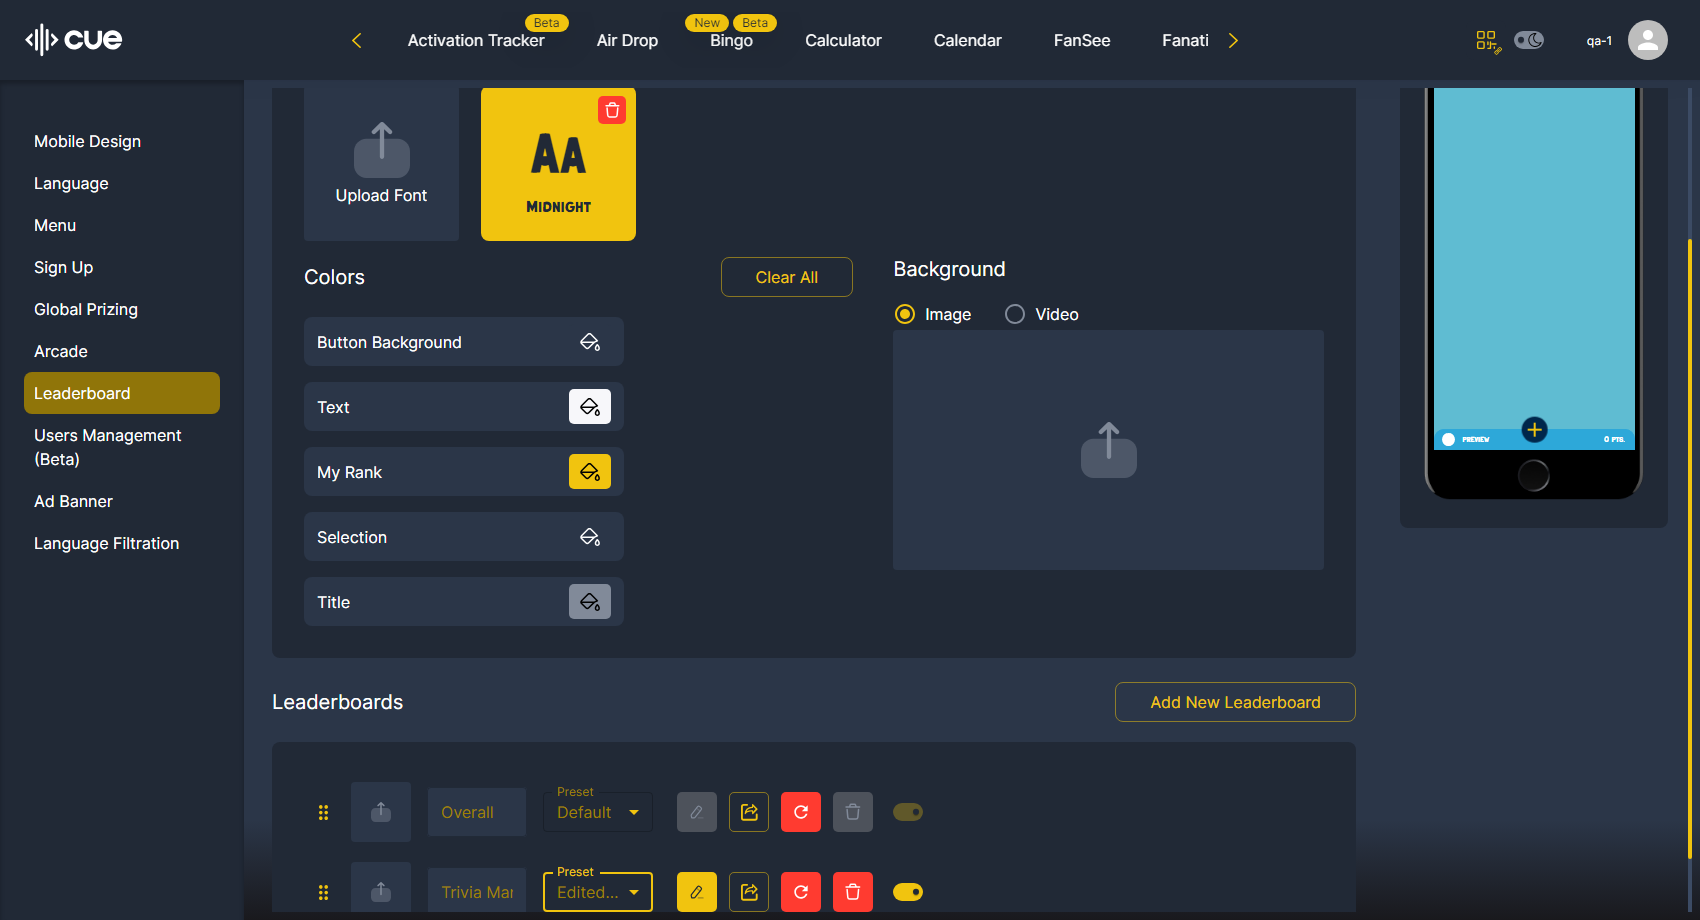 cue
Activation Tracker
Beta
Air Drop
New
Beta
Bingo
Calculator
Calendar
FanSee
Fanati
qa-1
Mobile Design
Language
Menu
Sign Up
Global Prizing
Arcade
Leaderboard
Users Management
(Beta)
Ad Banner
Language Filtration
Upload Font
AA
MIDNIGHT
Colors
Clear All
Button Background
Text
My Rank
Selection
Title
Background
Image
Video
PREVIEW
0 PTS.
Leaderboards
Add New Leaderboard
Overall
Preset
Default
Trivia Mar
Preset
Edited...